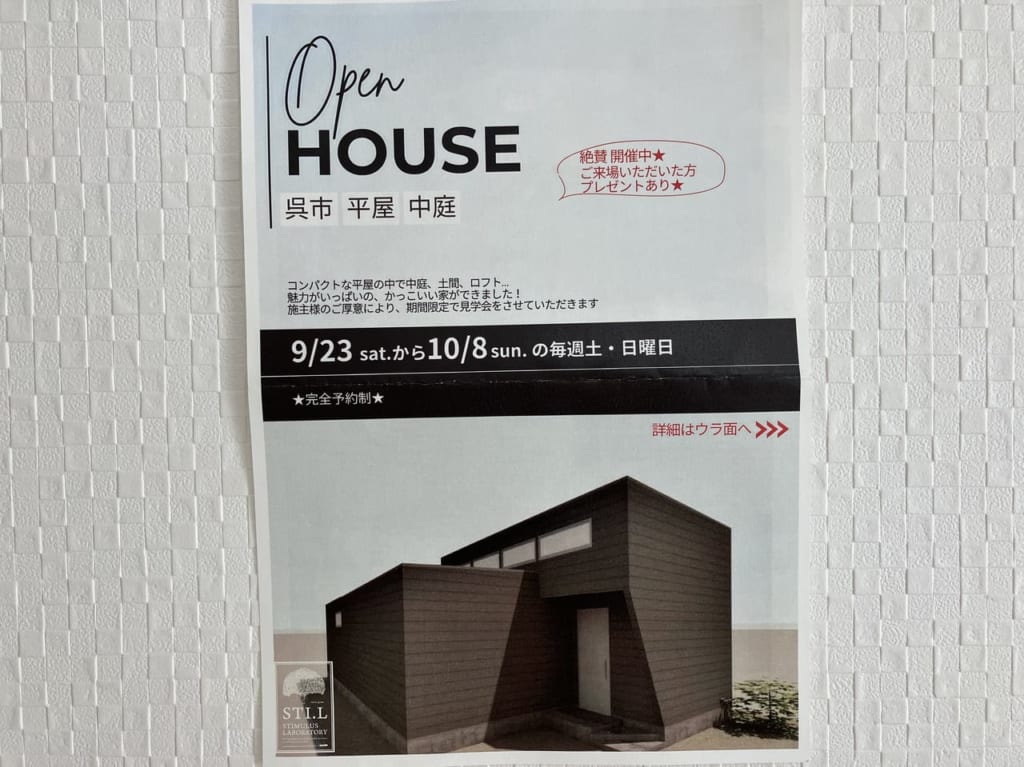 Open
HOUSE
呉市 平屋 中庭
絶賛 開催中★
ご来場いただいた方
プレゼントあり★
コンパクトな平屋の中で中庭、土間、ロフト...
魅力がいっぱいの、かっこいい家ができました！
施主様のご厚意により、期間限定で見学会をさせていただきます
9/23 sat.から10/8 sun. の毎週土・日曜日
★完全予約制★
詳細はウラ面へ
STI.L
STIMULUS
LABORATORY